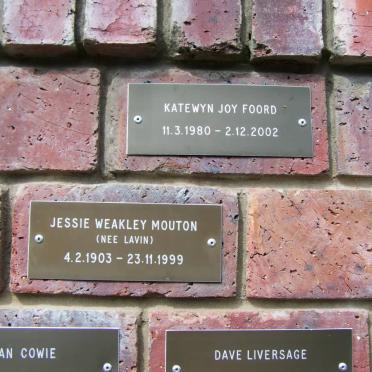 KATEWYN JOY FOORD
11.3.1980 – 2.12.2002
JESSIE WEAKLEY MOUTON
(NEE LAVIN)
4.2.1903 – 23.11.1999
COWIE
DAVE LIVERSAGE